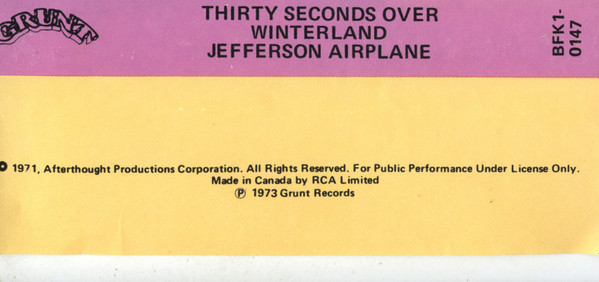 GRUNT
THIRTY SECONDS OVER
WINTERLAND
JEFFERSON AIRPLANE
BFK1-
0147
1971, Afterthought Productions Corporation. All Rights Reserved. For Public Performance Under License Only.
Made in Canada by RCA Limited
℗ 1973 Grunt Records